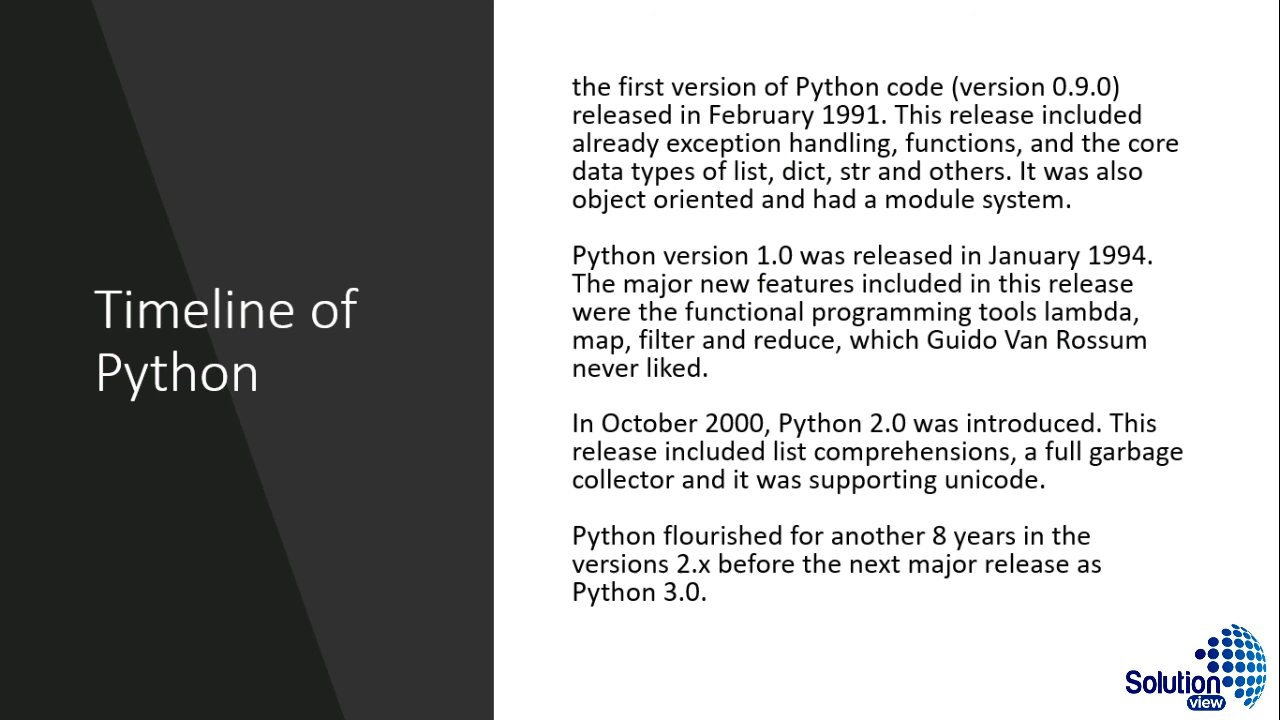 Timeline of
Python
the first version of Python code (version 0.9.0)
released in February 1991. This release included
already exception handling, functions, and the core
data types of list, dict, str and others. It was also
object oriented and had a module system.
Python version 1.0 was released in January 1994.
The major new features included in this release
were the functional programming tools lambda,
map, filter and reduce, which Guido Van Rossum
never liked.
In October 2000, Python 2.0 was introduced. This
release included list comprehensions, a full garbage
collector and it was supporting unicode.
Python flourished for another 8 years in the
versions 2.x before the next major release as
Python 3.0.
Solution
view